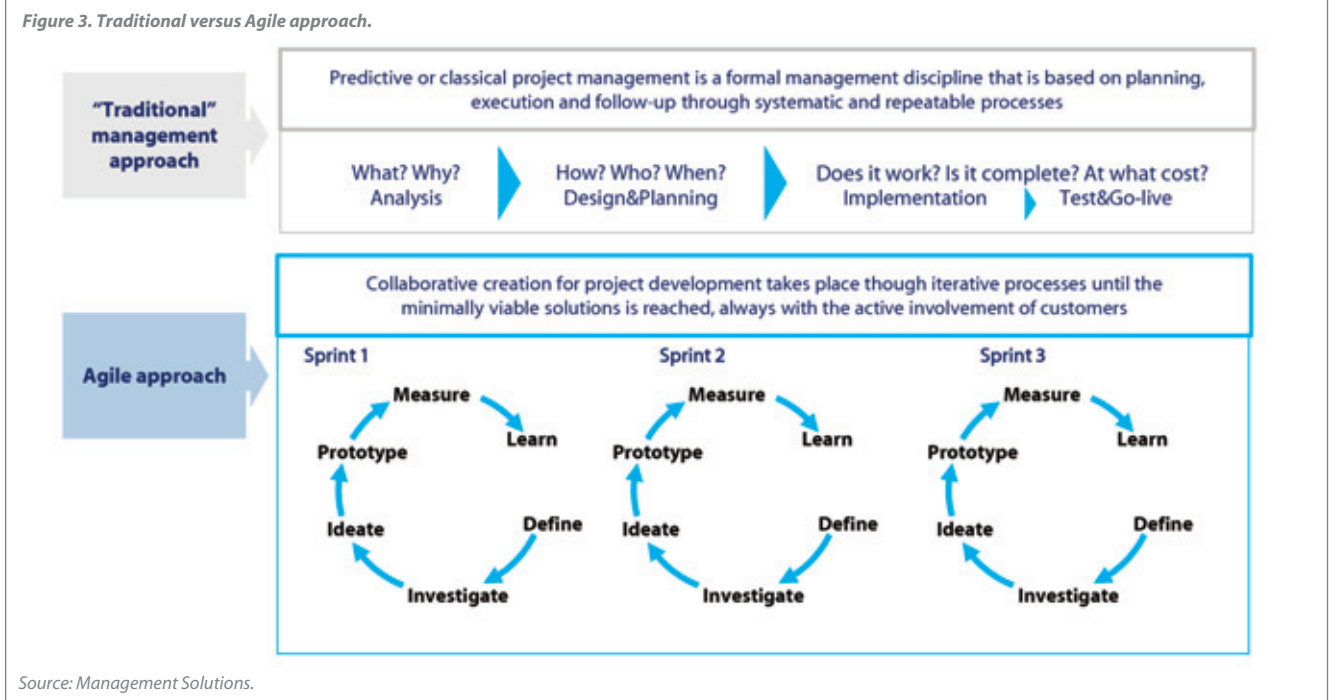 Figure 3. Traditional versus Agile approach.
“Traditional”
management
approach
Predictive or classical project management is a formal management discipline that is based on planning,
execution and follow-up through systematic and repeatable processes
What? Why?
Analysis
How? Who? When?
Design&Planning
Does it work? Is it complete? At what cost?
Implementation
Test&Go-live
Agile approach
Collaborative creation for project development takes place though iterative processes until the
minimally viable solutions is reached, always with the active involvement of customers
Sprint 1
Measure
Learn
Prototype
Ideate
Define
Investigate
Sprint 2
Measure
Learn
Prototype
Ideate
Define
Investigate
Sprint 3
Measure
Learn
Prototype
Ideate
Define
Investigate
Source: Management Solutions.